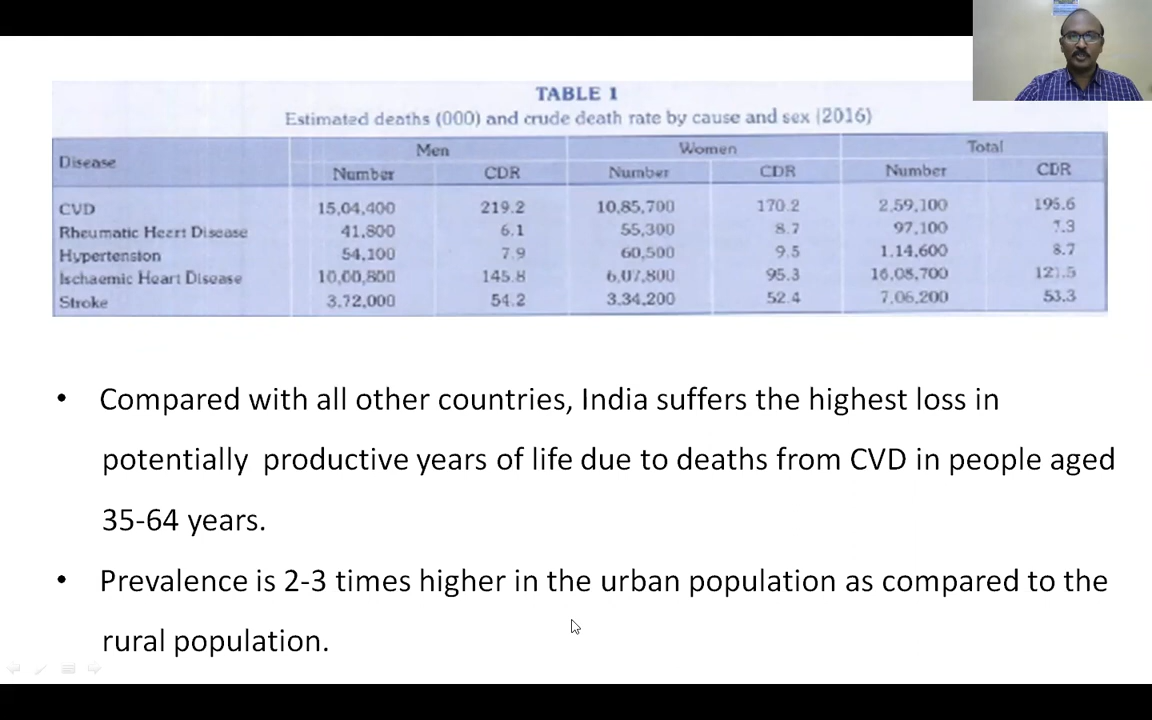 TABLE 1
Estimated deaths (000) and crude death rate by cause and sex (2016)
Disease Men Women Total
Number CDR Number CDR Number CDR
CVD 15,04,400 219.2 10,85,700 170.2 2,59,100 195.6
Rheumatic Heart Disease 41,800 6.1 55,300 8.7 97,100 7.3
Hypertension 54,100 7.9 60,500 9.5 1,14,600 8.7
Ischaemic Heart Disease 10,00,800 145.8 6,07,800 95.3 16,08,700 121.5
Stroke 3,72,000 54.2 3,34,200 52.4 7,06,200 53.3
• Compared with all other countries, India suffers the highest loss in
potentially productive years of life due to deaths from CVD in people aged
35-64 years.
• Prevalence is 2-3 times higher in the urban population as compared to the
rural population.